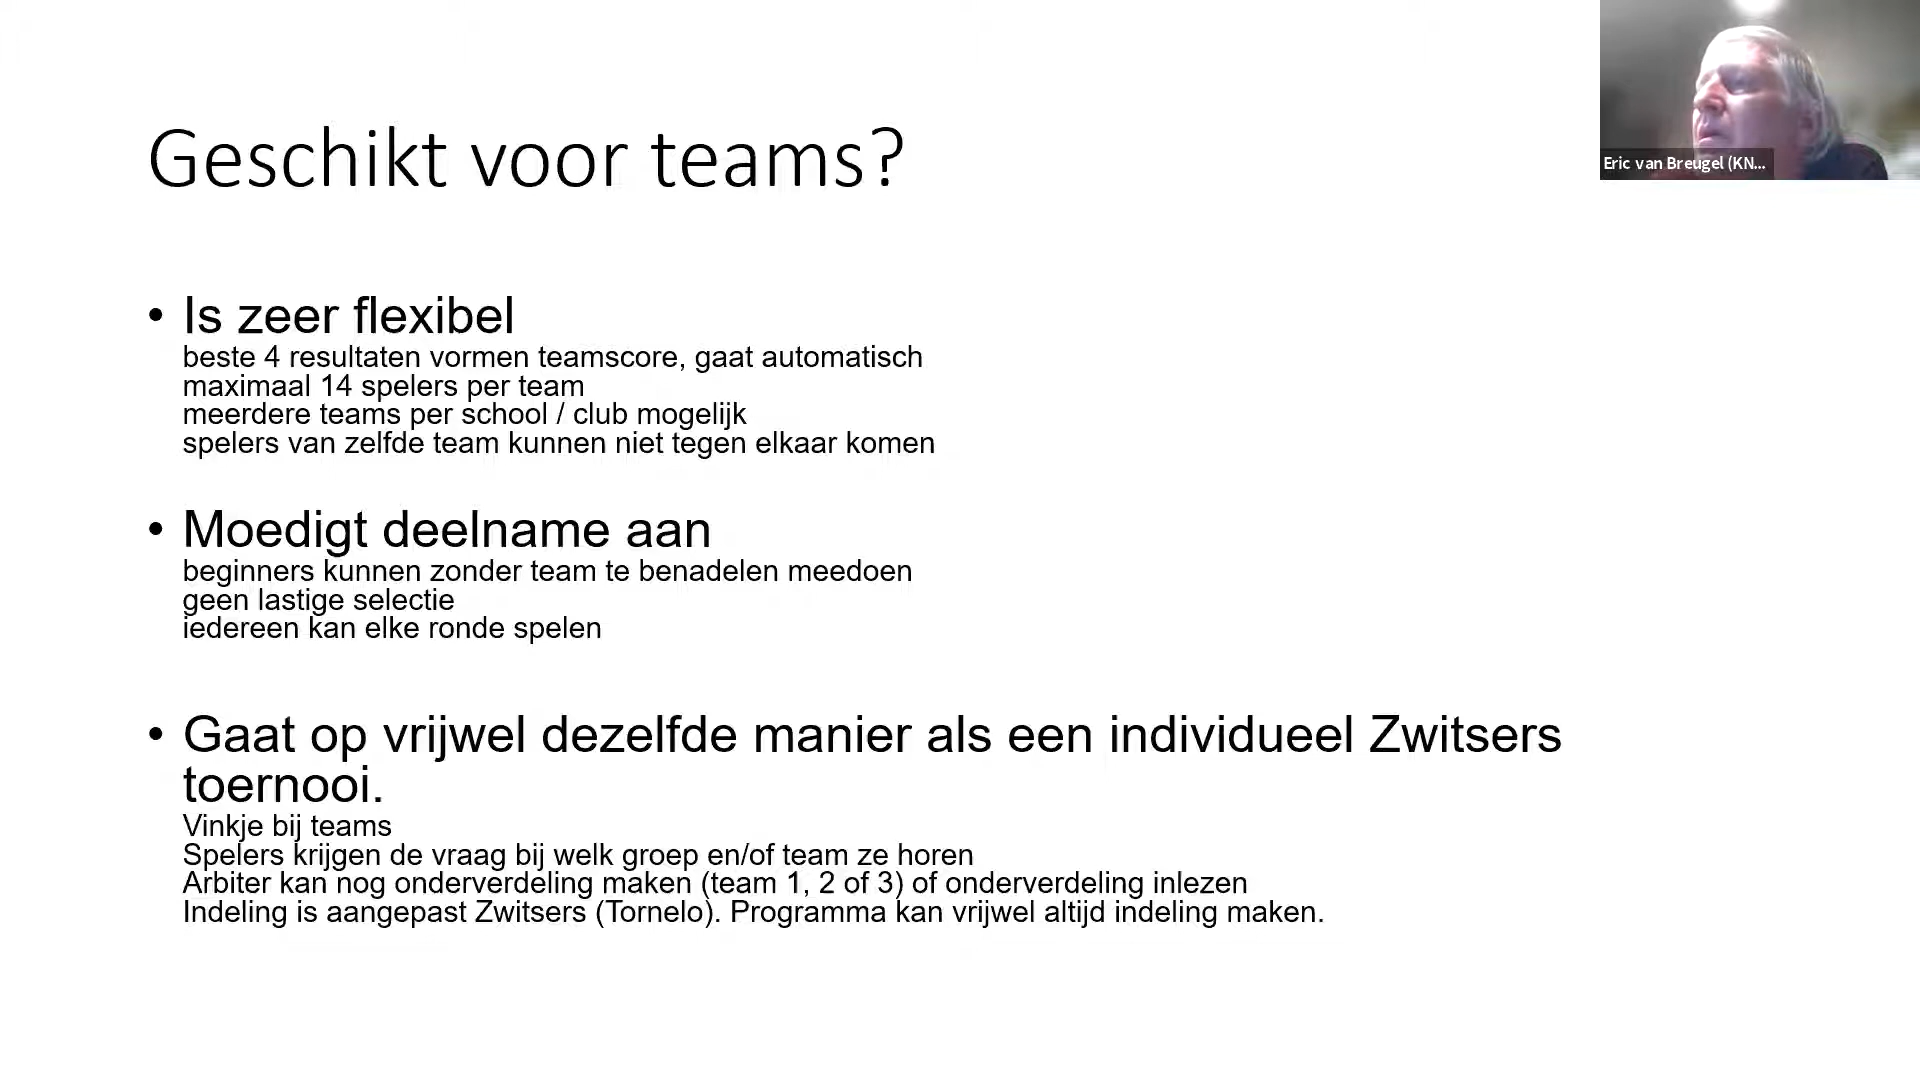 Geschikt voor teams?
Eric van Breugel (KN...
• Is zeer flexibel
beste 4 resultaten vormen teamscore, gaat automatisch
maximaal 14 spelers per team
meerdere teams per school / club mogelijk
spelers van zelfde team kunnen niet tegen elkaar komen
• Moedigt deelname aan
beginners kunnen zonder team te benadelen meedoen
geen lastige selectie
iedereen kan elke ronde spelen
• Gaat op vrijwel dezelfde manier als een individueel Zwitsers
toernooi.
Vinkje bij teams
Spelers krijgen de vraag bij welk groep en/of team ze horen
Arbiter kan nog onderverdeling maken (team 1, 2 of 3) of onderverdeling inlezen
Indeling is aangepast Zwitsers (Tornelo). Programma kan vrijwel altijd indeling maken.